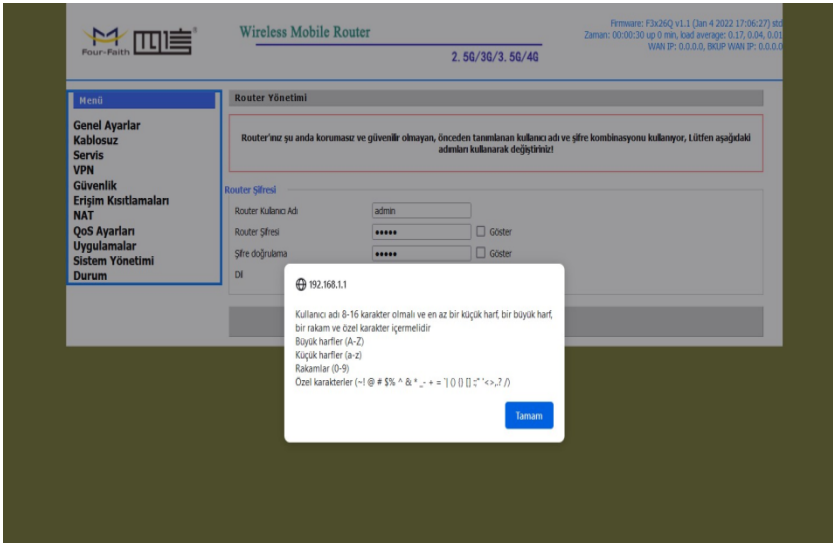 Four-Faith 四信®
Wireless Mobile Router
2.5G/3G/3.5G/4G
Firmware: F3x26Q v1.1 (Jan 4 2022 17:06:27) std
Zaman: 00:00:30 up 0 min, load average: 0.17, 0.04, 0.01
WAN IP: 0.0.0.0, BKUP WAN IP: 0.0.0.0
Menü
Genel Ayarlar
Kablosuz
Servis
VPN
Güvenlik
Erişim Kısıtlamaları
NAT
QoS Ayarları
Uygulamalar
Sistem Yönetimi
Durum
Router Yönetimi
Router'ınız şu anda korumasız ve güvenilir olmayan, önceden tanımlanan kullanıcı adı ve şifre kombinasyonu kullanıyor, Lütfen aşağıdaki
adımları kullanarak değiştiriniz!
Router Şifresi
Router Kullanıcı Adı admin
Router Şifresi ••••• Göster
Şifre doğrulama ••••• Göster
Dil
192.168.1.1
Kullanıcı adı 8-16 karakter olmalı ve en az bir küçük harf, bir büyük harf,
bir rakam ve özel karakter içermelidir
Büyük harfler (A-Z)
Küçük harfler (a-z)
Rakamlar (0-9)
Özel karakterler (~! @ # $% ^ & * _- + = `| () {} [] :;" '<>,.? /)
Tamam